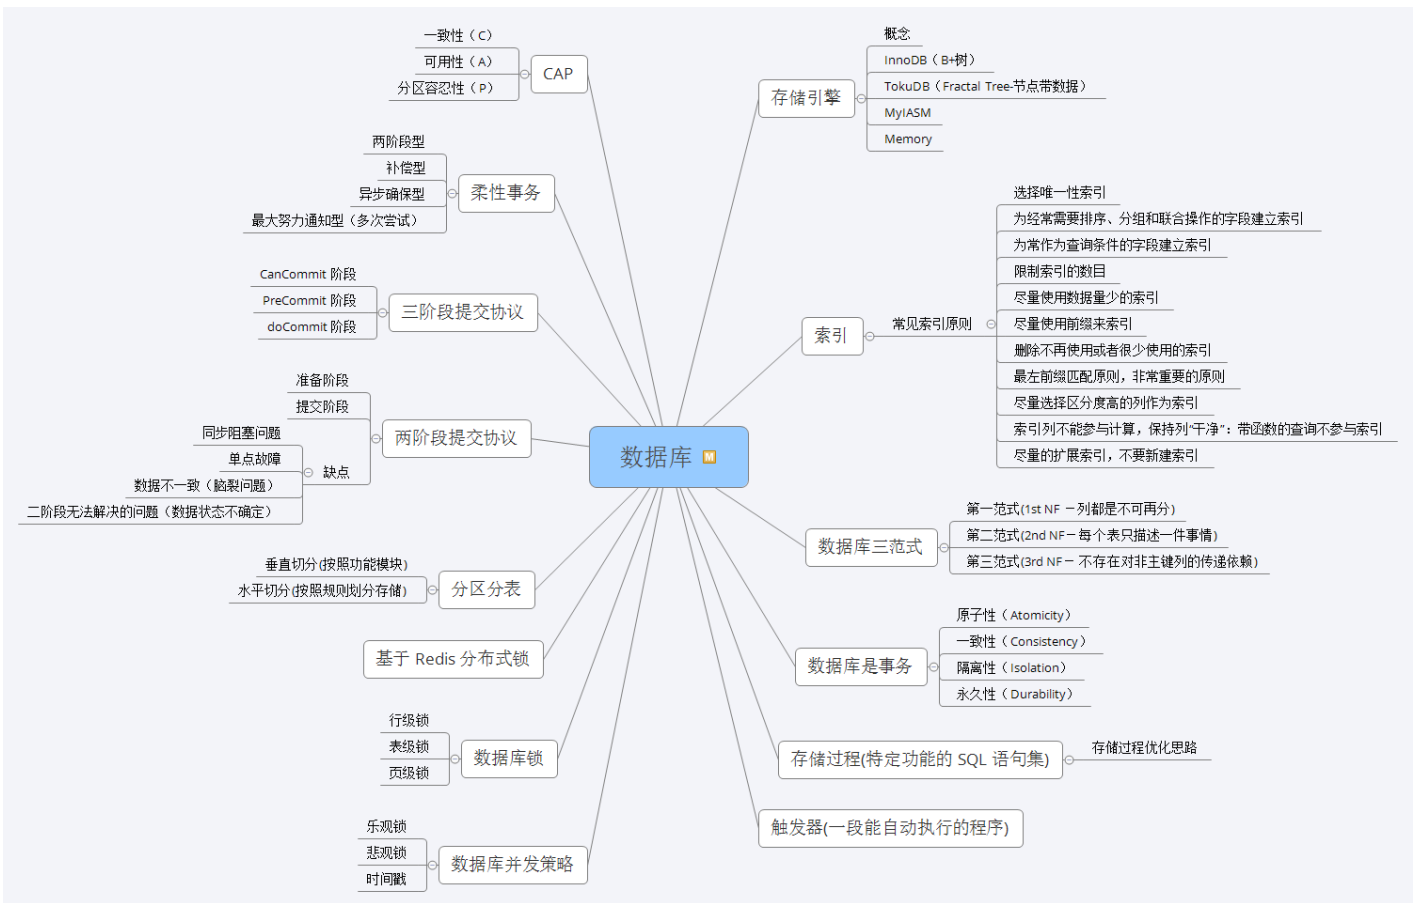 数据库
M
存储引擎
概念
InnoDB（B+树）
TokuDB（Fractal Tree-节点带数据）
MyIASM
Memory
索引
常见索引原则
选择唯一性索引
为经常需要排序、分组和联合操作的字段建立索引
为常作为查询条件的字段建立索引
限制索引的数目
尽量使用数据量少的索引
尽量使用前缀来索引
删除不再使用或者很少使用的索引
最左前缀匹配原则，非常重要的原则
尽量选择区分度高的列作为索引
索引列不能参与计算，保持列“干净”：带函数的查询不参与索引
尽量的扩展索引，不要新建索引
数据库三范式
第一范式(1st NF －列都是不可再分)
第二范式(2nd NF－每个表只描述一件事情)
第三范式(3rd NF－ 不存在对非主键列的传递依赖)
数据库是事务
原子性（Atomicity）
一致性（Consistency）
隔离性（Isolation）
永久性（Durability）
存储过程(特定功能的 SQL 语句集)
存储过程优化思路
触发器(一段能自动执行的程序)
CAP
一致性（C）
可用性（A）
分区容忍性（P）
柔性事务
两阶段型
补偿型
异步确保型
最大努力通知型（多次尝试）
三阶段提交协议
CanCommit 阶段
PreCommit 阶段
doCommit 阶段
两阶段提交协议
准备阶段
提交阶段
缺点
同步阻塞问题
单点故障
数据不一致（脑裂问题）
二阶段无法解决的问题（数据状态不确定）
分区分表
垂直切分(按照功能模块)
水平切分(按照规则划分存储)
基于 Redis 分布式锁
数据库锁
行级锁
表级锁
页级锁
数据库并发策略
乐观锁
悲观锁
时间戳